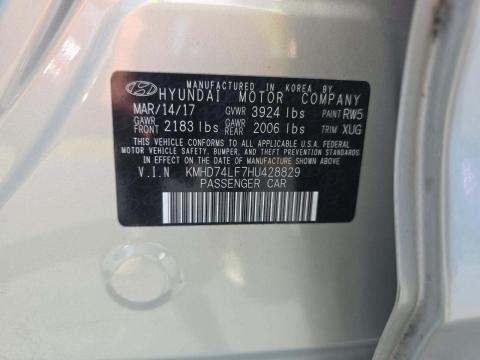 MANUFACTURED IN KOREA BY
HYUNDAI MOTOR COMPANY
MAR/14/17 GVWR 3924 lbs PAINT RW5
GAWR FRONT 2183 lbs GAWR REAR 2006 lbs TRIM XUG
THIS VEHICLE CONFORMS TO ALL APPLICABLE U.S.A. FEDERAL
MOTOR VEHICLE SAFETY, BUMPER, AND THEFT PREVENTION STANDARDS
IN EFFECT ON THE DATE OF MANUFACTURE SHOWN ABOVE.
V.I.N KMHD74LF7HU428829
PASSENGER CAR